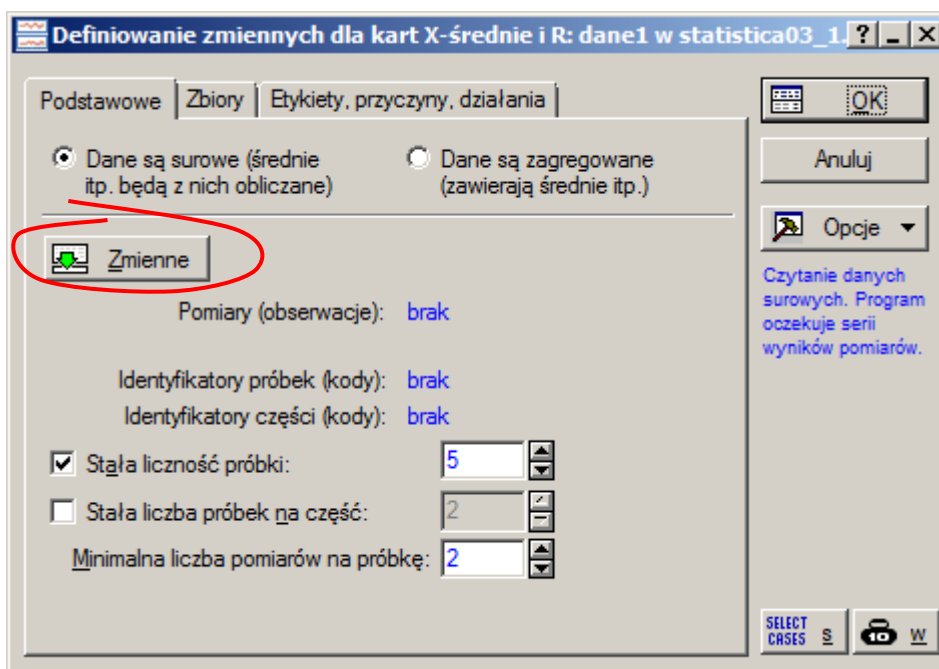 Definiowanie zmiennych dla kart X-średnie i R: dane1 w statistica03_1.
Podstawowe Zbiory Etykiety, przyczyny, działania
OK
Dane są surowe (średnie
itp. będą z nich obliczane)
Dane są zagregowane
(zawierają średnie itp.)
Anuluj
Opcje
Zmienne
Czytanie danych
surowych. Program
oczekuje serii
wyników pomiarów.
Pomiary (obserwacje): brak
Identyfikatory próbek (kody): brak
Identyfikatory części (kody): brak
Stała liczność próbki: 5
Stała liczba próbek na część: 2
Minimalna liczba pomiarów na próbkę: 2
SELECT
CASES S
10 W